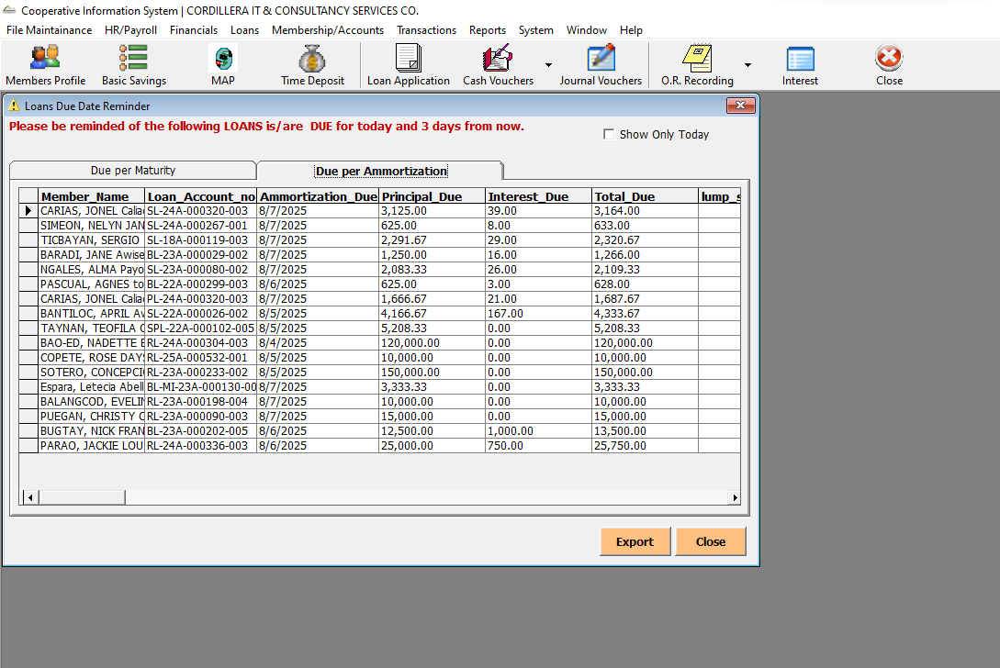 Cooperative Information System | CORDILLERA IT & CONSULTANCY SERVICES CO.
File Maintainance HR/Payroll Financials Loans Membership/Accounts Transactions Reports System Window Help
Members Profile Basic Savings MAP Time Deposit Loan Application Cash Vouchers Journal Vouchers O.R. Recording Interest Close
Loans Due Date Reminder
Please be reminded of the following LOANS is/are DUE for today and 3 days from now.
Show Only Today
Due per Maturity Due per Ammortization
Member_Name Loan_Account_no Ammortization_Due Principal_Due Interest_Due Total_Due lump_s
CARIAS, JONEL Calia SL-24A-000320-003 8/7/2025 3,125.00 39.00 3,164.00
SIMEON, NELYN JAN SL-24A-000267-001 8/7/2025 625.00 8.00 633.00
TICBAYAN, SERGIO SL-18A-000119-003 8/7/2025 2,291.67 29.00 2,320.67
BARADI, JANE Awise BL-23A-000029-002 8/7/2025 1,250.00 16.00 1,266.00
NGALES, ALMA Payo SL-23A-000080-002 8/7/2025 2,083.33 26.00 2,109.33
PASCUAL, AGNES to BL-22A-000299-003 8/6/2025 625.00 3.00 628.00
CARIAS, JONEL Calia PL-24A-000320-003 8/7/2025 1,666.67 21.00 1,687.67
BANTILOC, APRIL Av SL-22A-000026-002 8/5/2025 4,166.67 167.00 4,333.67
TAYNAN, TEOFILA C SPL-22A-000102-005 8/5/2025 5,208.33 0.00 5,208.33
BAO-ED, NADETTE E RL-24A-000304-003 8/4/2025 120,000.00 0.00 120,000.00
COPETE, ROSE DAYS RL-25A-000532-001 8/5/2025 10,000.00 0.00 10,000.00
SOTERO, CONCEPCI RL-23A-000233-002 8/5/2025 150,000.00 0.00 150,000.00
Espara, Letecia Abell BL-MI-23A-000130-00 8/7/2025 3,333.33 0.00 3,333.33
BALANGCOD, EVELIN RL-23A-000198-004 8/7/2025 10,000.00 0.00 10,000.00
PUEGAN, CHRISTY C RL-23A-000090-003 8/7/2025 15,000.00 0.00 15,000.00
BUGTAY, NICK FRAN BL-23A-000202-005 8/6/2025 12,500.00 1,000.00 13,500.00
PARAO, JACKIE LOU RL-24A-000336-003 8/6/2025 25,000.00 750.00 25,750.00
Export Close